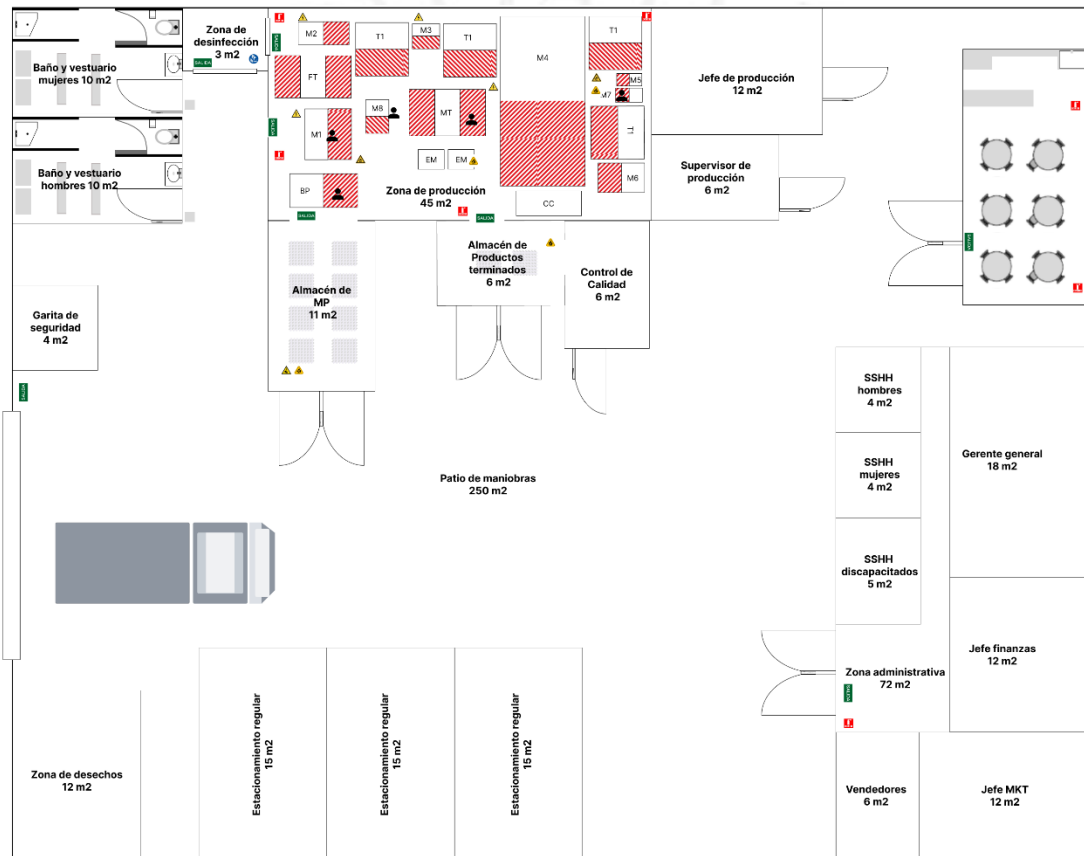 Zona de
desinfección
3 m2
SALIDA
Baño y vestuario
mujeres 10 m2
Baño y vestuario
hombres 10 m2
SALIDA
SALIDA
M2
T1
M3
T1
M4
T1
FT
M5
M7
M8
MT
M1
T1
EM
EM
M6
BP
Zona de producción
45 m2
CC
SALIDA
SALIDA
Jefe de producción
12 m2
Supervisor de
producción
6 m2
SALIDA
Almacén de
MP
11 m2
Almacén de
Productos
terminados
6 m2
Control de
Calidad
6 m2
Garita de
seguridad
4 m2
SALIDA
Patio de maniobras
250 m2
SSHH
hombres
4 m2
SSHH
mujeres
4 m2
SSHH
discapacitados
5 m2
Gerente general
18 m2
Jefe finanzas
12 m2
Zona administrativa
72 m2
SALIDA
Zona de desechos
12 m2
Estacionamiento regular
15 m2
Estacionamiento regular
15 m2
Estacionamiento regular
15 m2
Vendedores
6 m2
Jefe MKT
12 m2